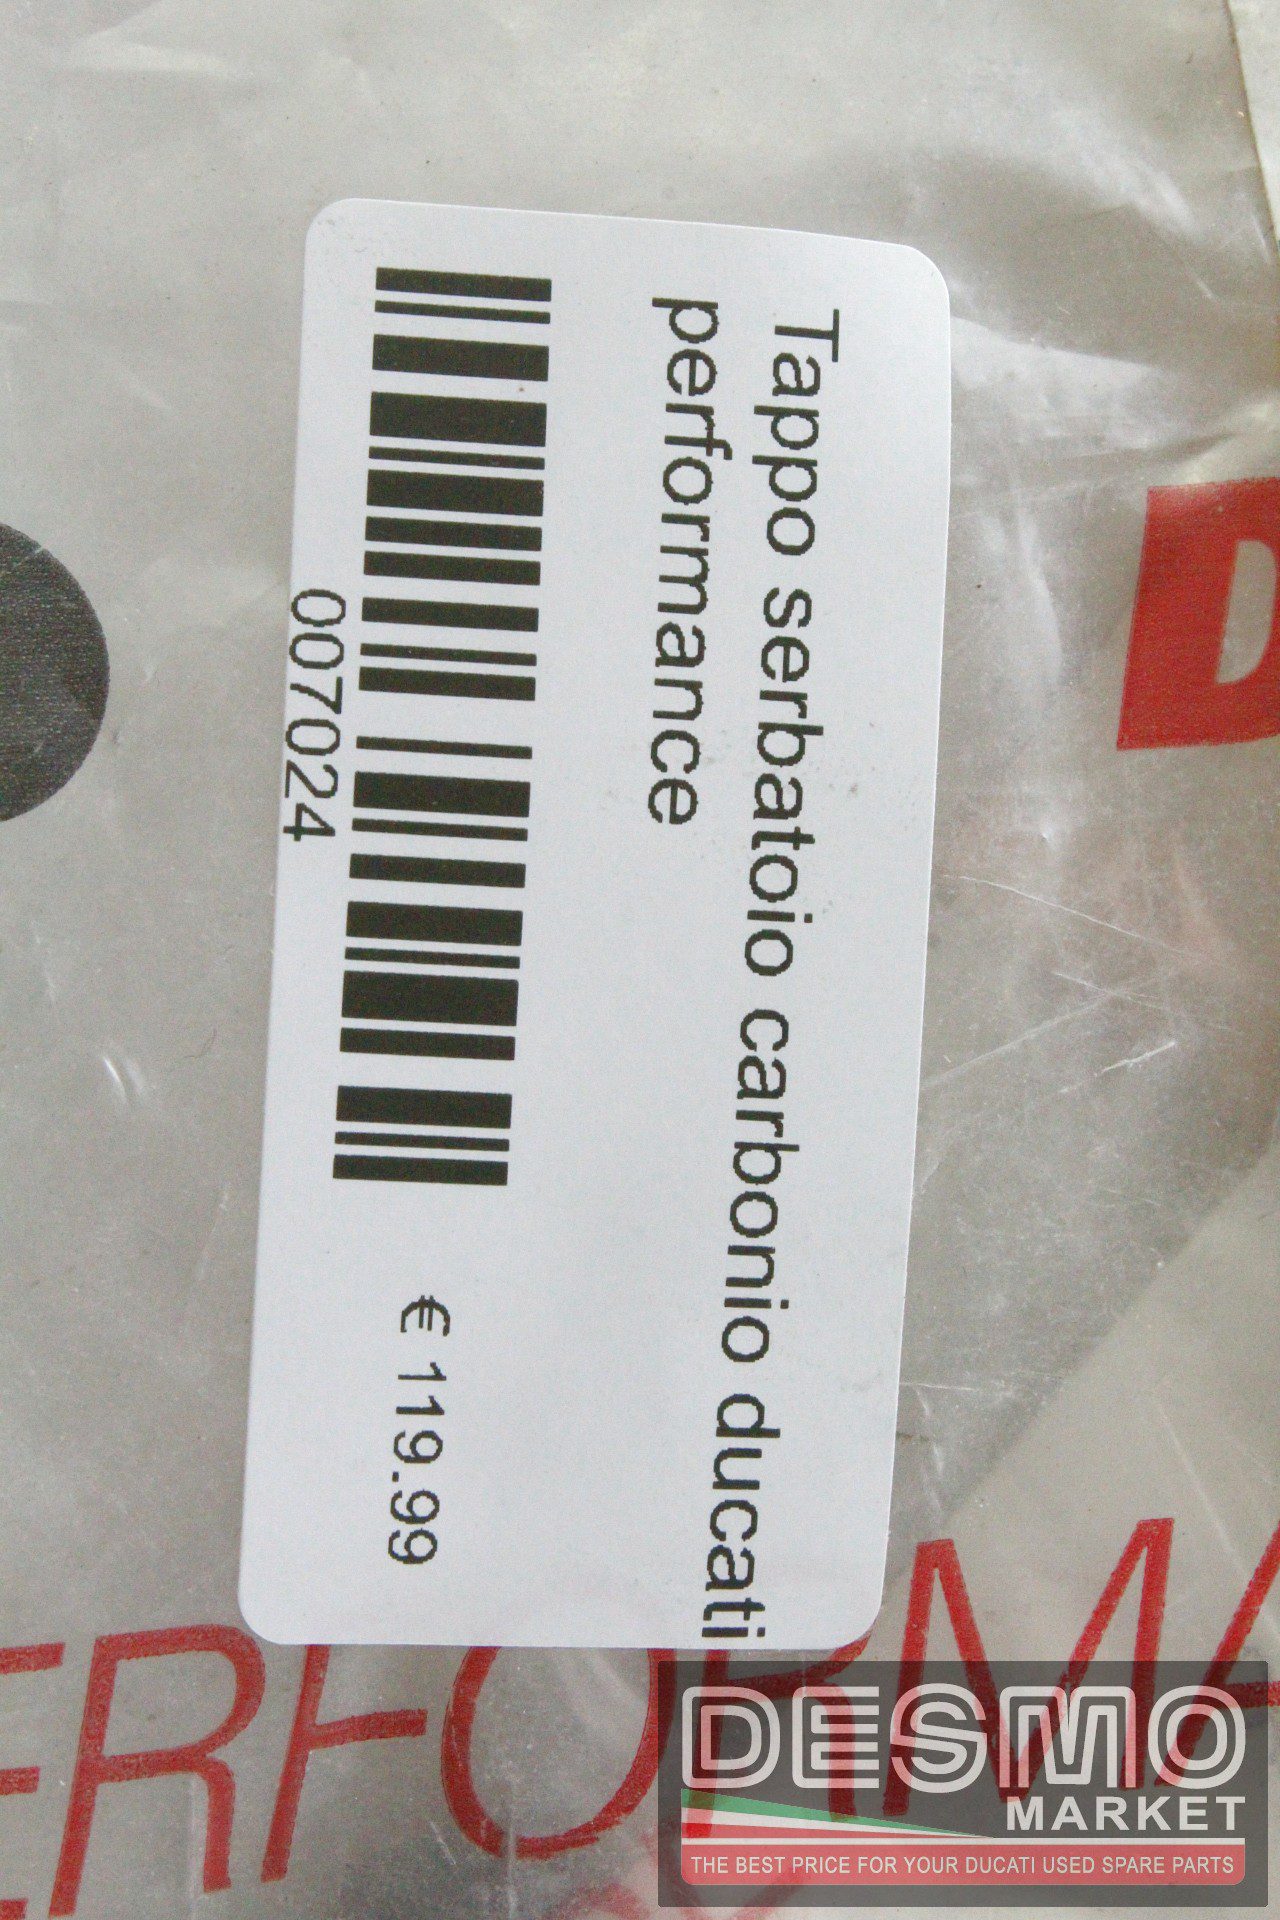 Tappo serbatoio carbonio ducati
performance
007024
€ 119.99
D
ERFORMA
DESMO
MARKET
THE BEST PRICE FOR YOUR DUCATI USED SPARE PARTS